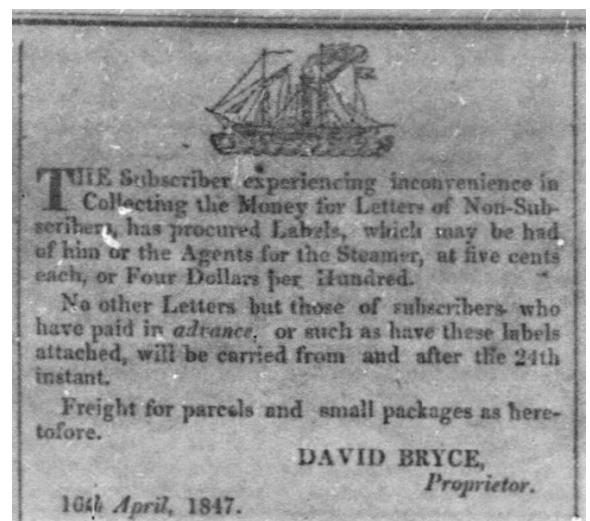 THE Subscriber experiencing inconvenience in
Collecting the Money for Letters of Non-Sub-
scribers, has procured Labels, which may be had
of him or the Agents for the Steamer, at five cents
each, or Four Dollars per Hundred.
No other Letters but those of subscribers who
have paid in advance, or such as have these labels
attached, will be carried from and after the 24th
instant.
Freight for parcels and small packages as here-
tofore.
DAVID BRYCE,
Proprietor.
16th April, 1847.